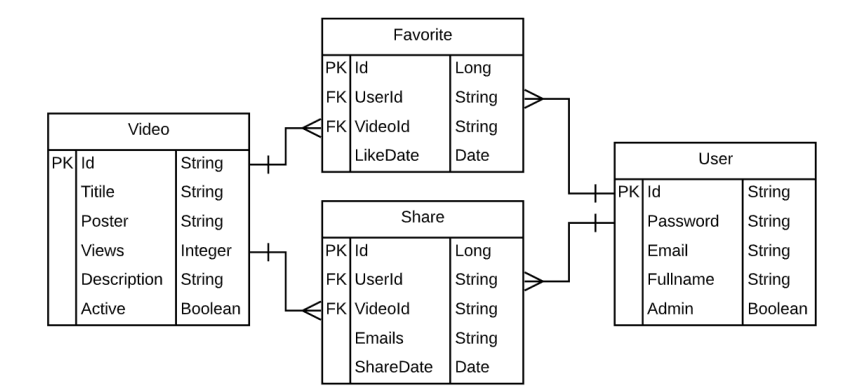 Favorite
PK Id Long
FK UserId String
FK VideoId String
LikeDate Date
Video
PK Id String
Titile String
Poster String
Views Integer
Description String
Active Boolean
User
PK Id String
Password String
Email String
Fullname String
Admin Boolean
Share
PK Id Long
FK UserId String
FK VideoId String
Emails String
ShareDate Date